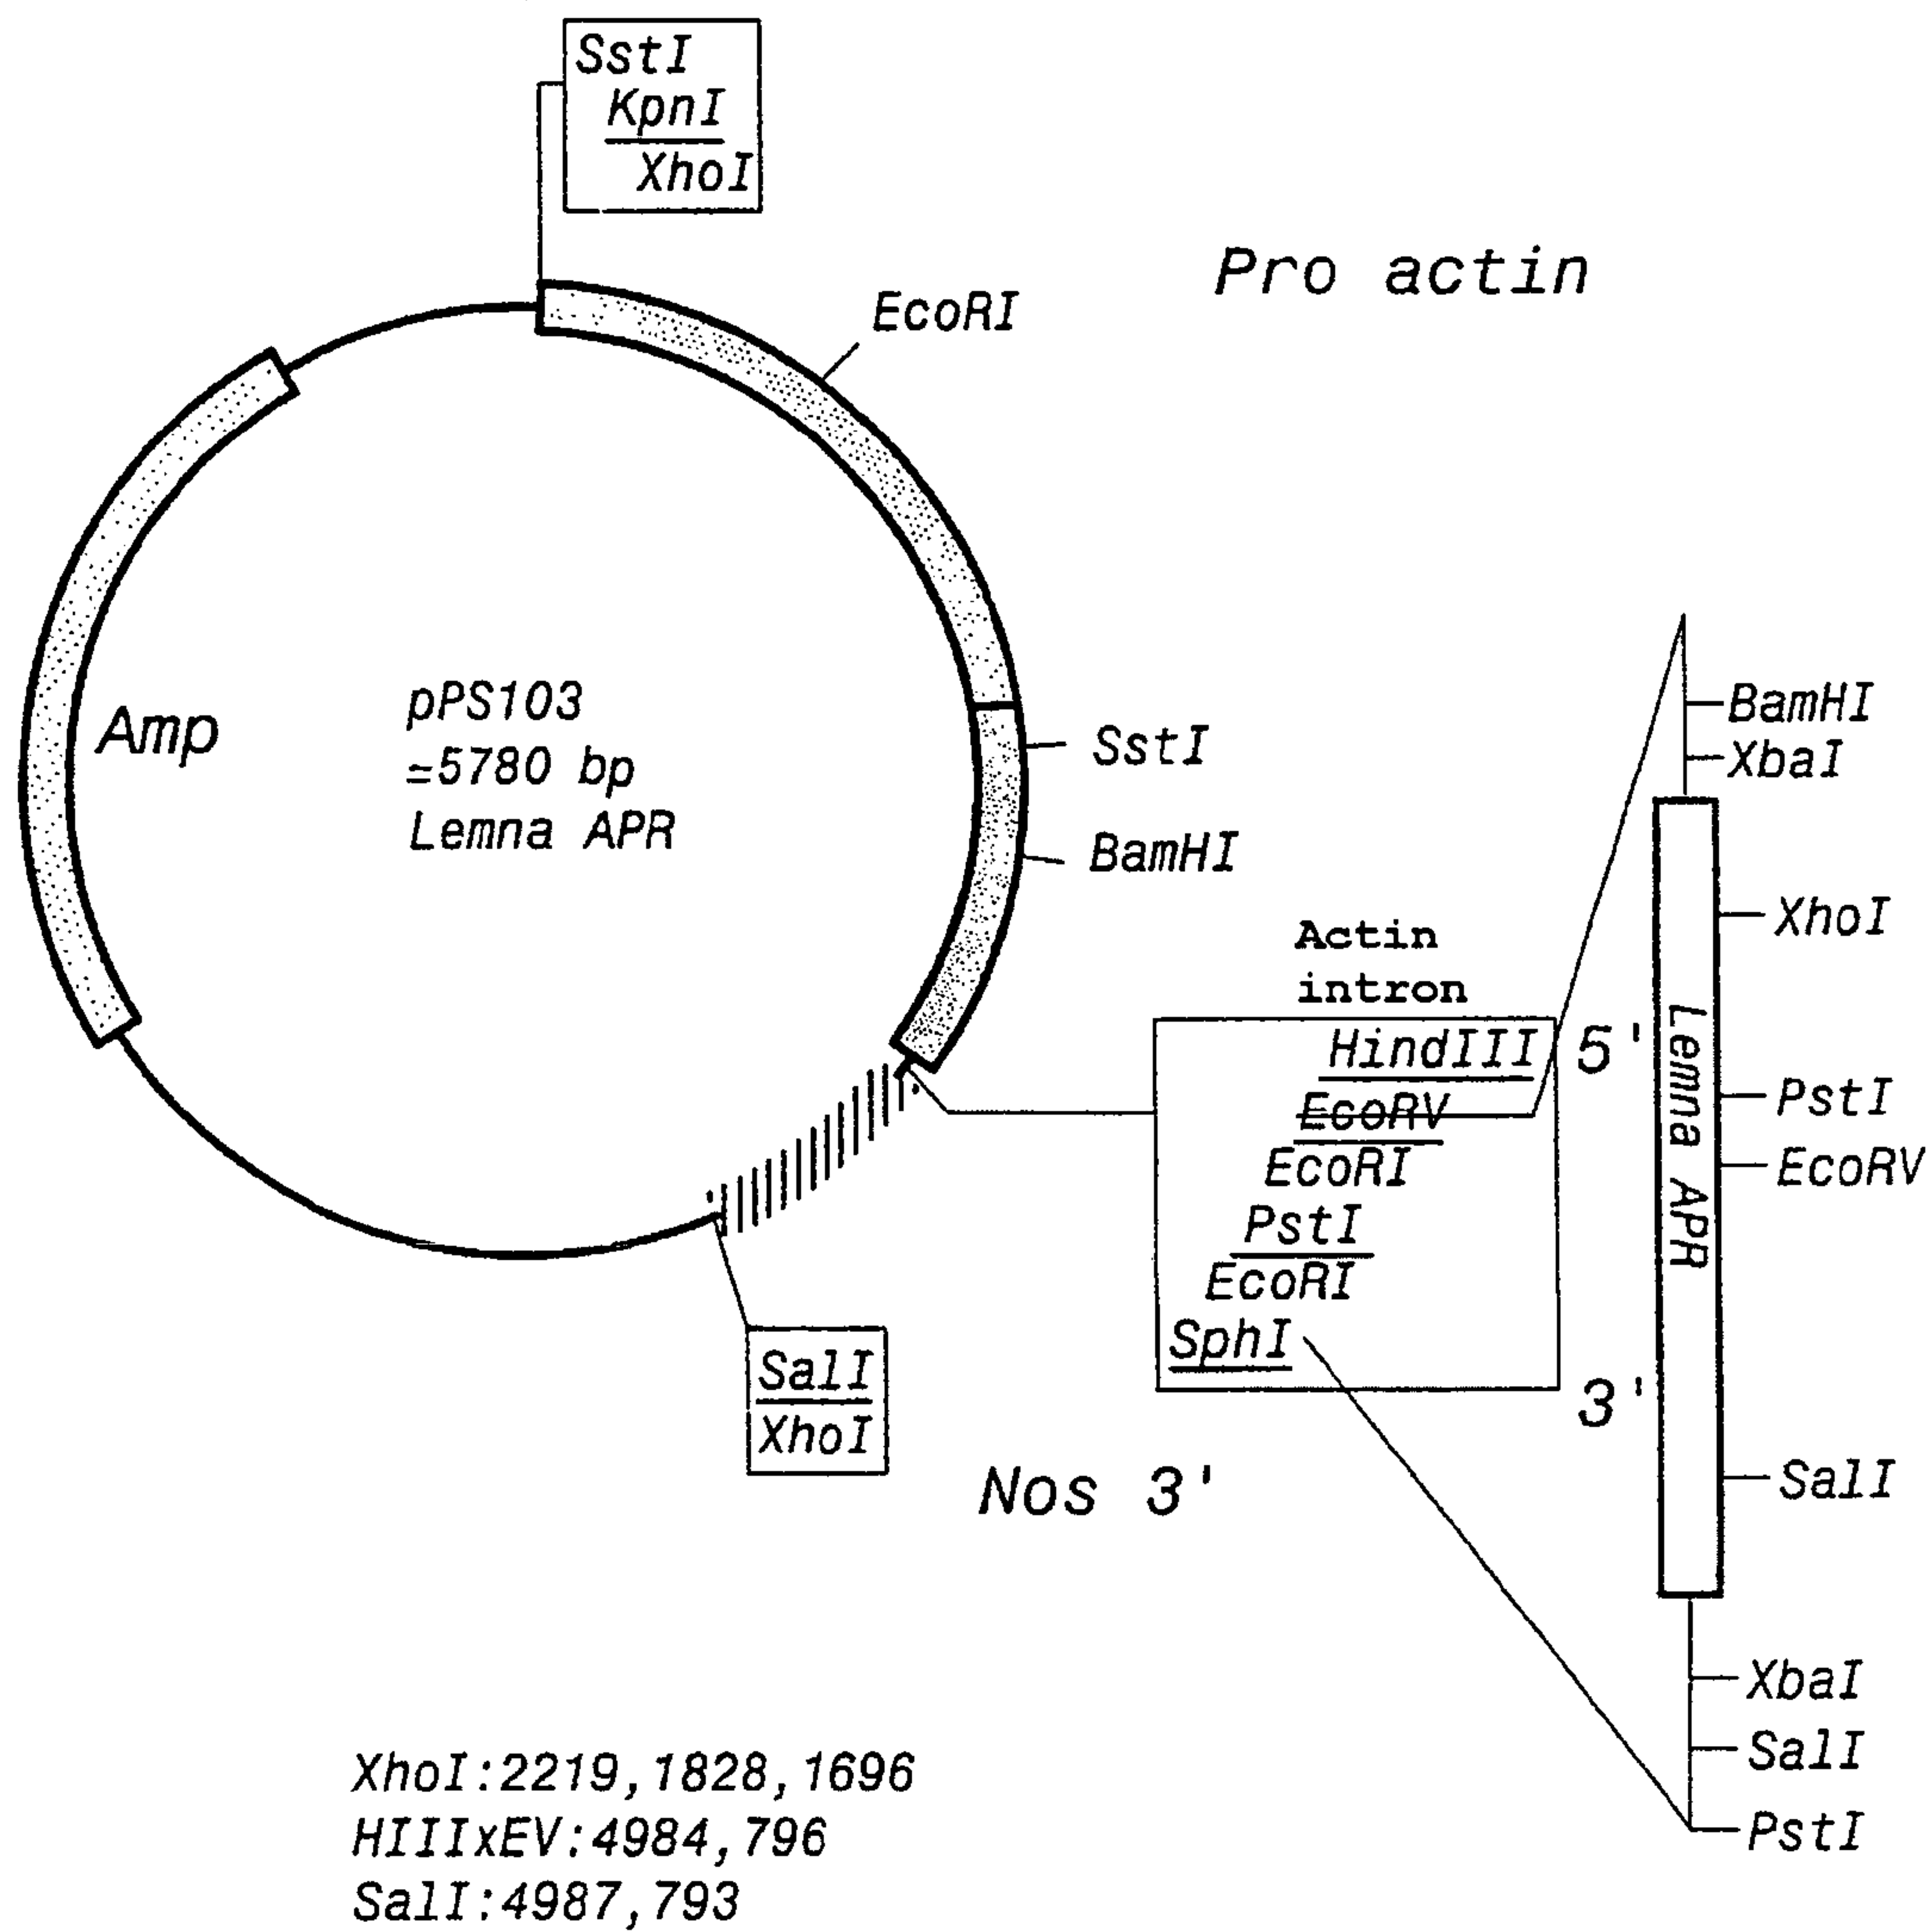 SstI
KpnI
XhoI
Pro actin
EcoRI
Amp
pPS103
≃5780 bp
Lemna APR
SstI
BamHI
BamHI
XbaI
XhoI
PstI
EcoRV
SalI
XbaI
SalI
PstI
Lemna APR
5'
3'
Actin
intron
HindIII
EcoRV
EcoRI
PstI
EcoRI
SphI
SalI
XhoI
Nos 3'
XhoI:2219,1828,1696
HIIIxEV:4984,796
SalI:4987,793